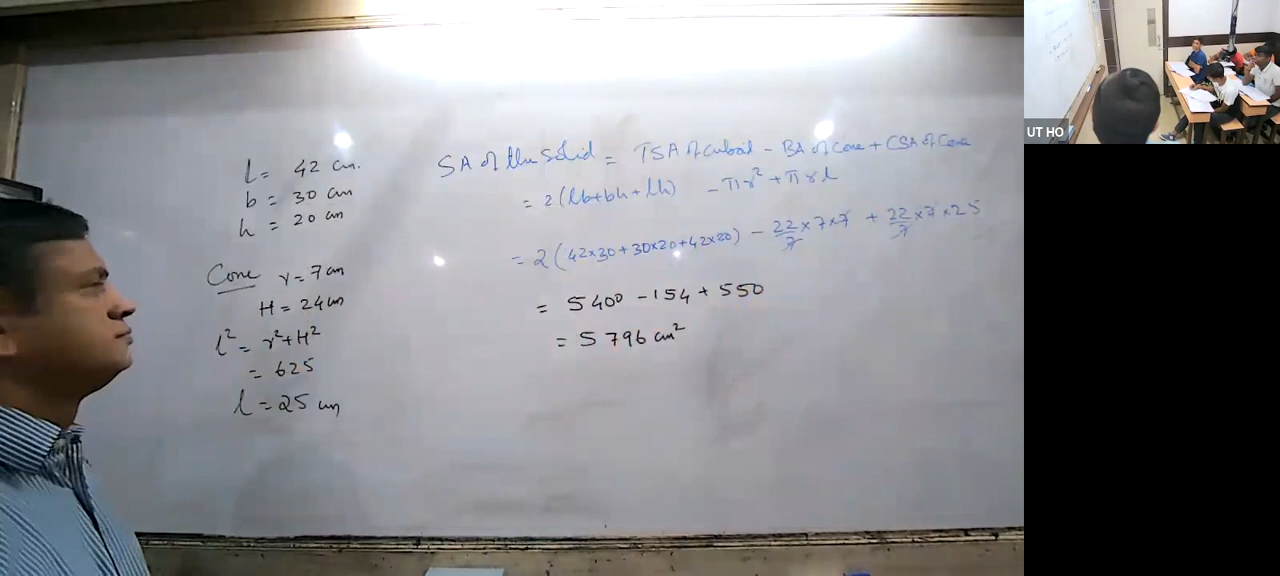 l = 42 cm.
b = 30 cm
h = 20 cm
Cone r = 7 cm
H = 24 cm
l² = r² + H²
= 625
l = 25 cm
SA of the solid = TSA of cuboid - BA of cone + CSA of cone
= 2(lb+bh+lh) - πr² + πrl
= 2(42×30+30×20+42×20) - 22/7 ×7×7 + 22/7 ×7×25
= 5400 - 154 + 550
= 5796 cm²
UT HO